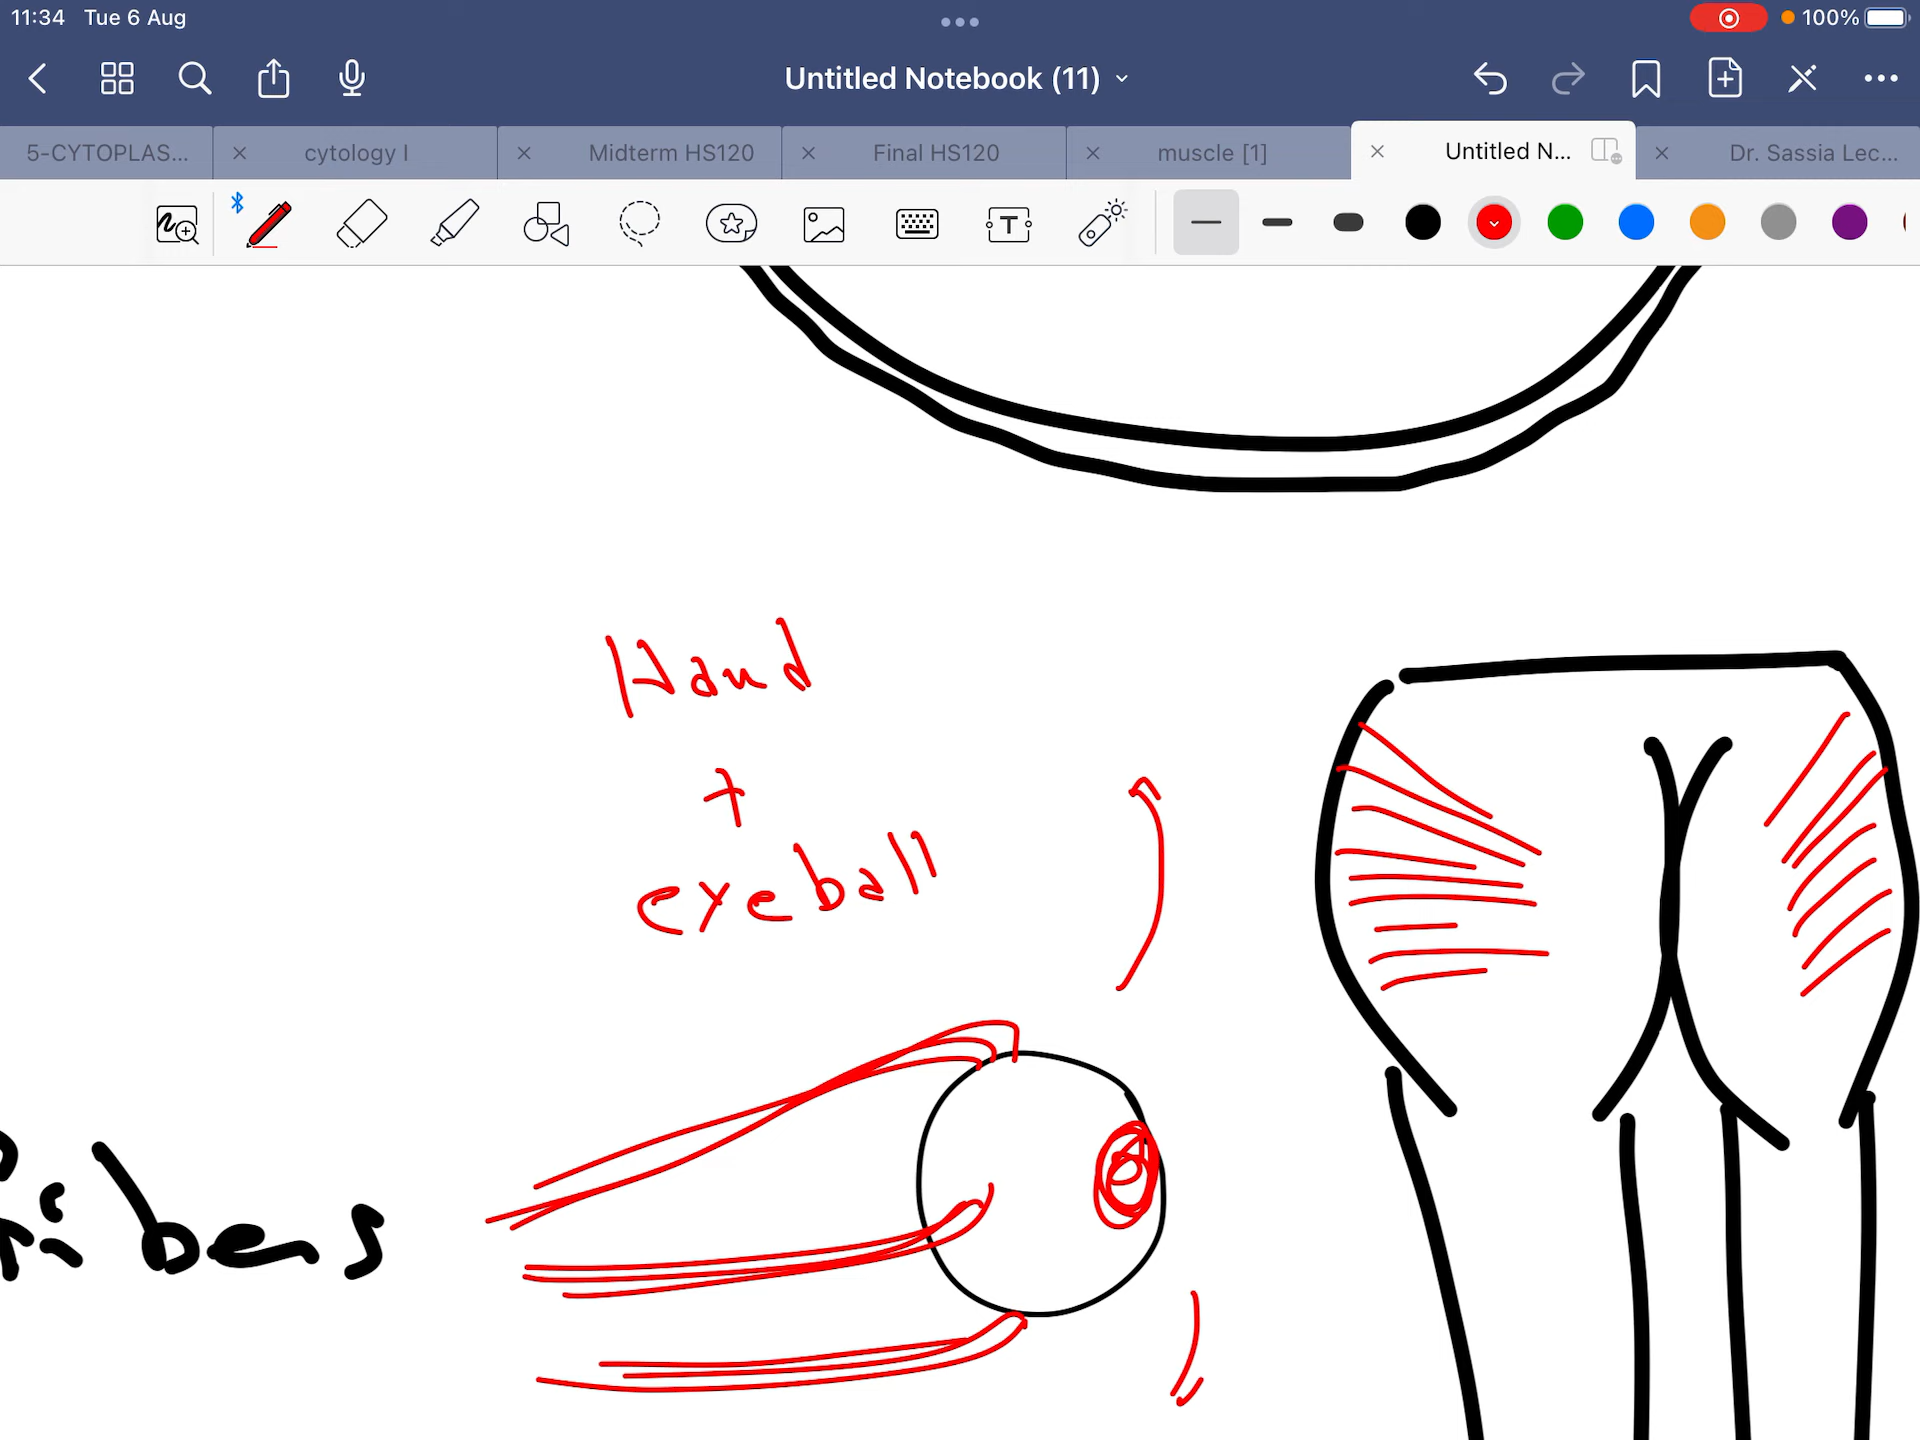 11:34 Tue 6 Aug
100%
Untitled Notebook (11)
5-CYTOPLAS...
cytology I
Midterm HS120
Final HS120
muscle [1]
Untitled N...
Dr. Sassia Lec...
T
Hand
+
eyeball